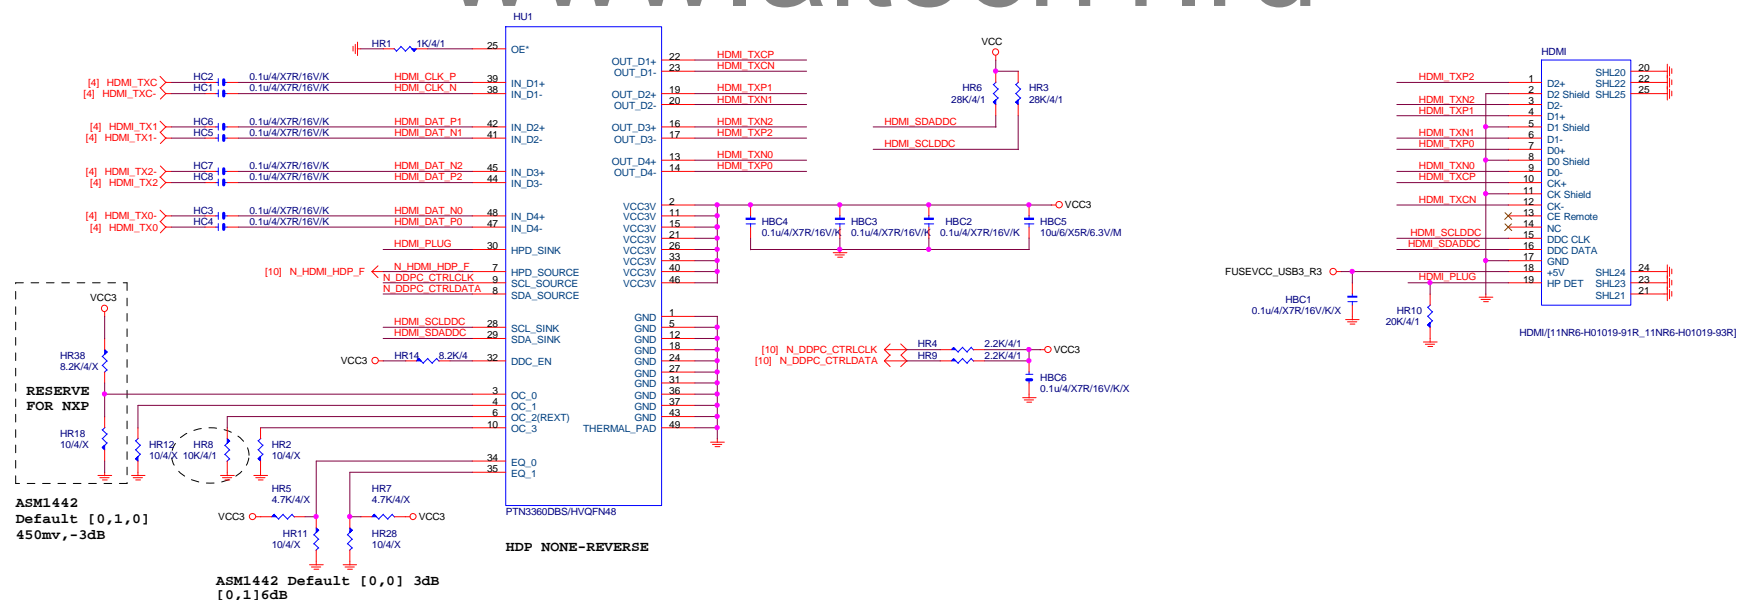 HU1
HR1 1K/4/1 25 OE*
[4] HDMI_TXC HC2 0.1u/4/X7R/16V/K HDMI_CLK_P 39 IN_D1+
[4] HDMI_TXC- HC1 0.1u/4/X7R/16V/K HDMI_CLK_N 38 IN_D1-
[4] HDMI_TX1 HC6 0.1u/4/X7R/16V/K HDMI_DAT_P1 42 IN_D2+
[4] HDMI_TX1- HC5 0.1u/4/X7R/16V/K HDMI_DAT_N1 41 IN_D2-
[4] HDMI_TX2- HC7 0.1u/4/X7R/16V/K HDMI_DAT_N2 45 IN_D3+
[4] HDMI_TX2 HC8 0.1u/4/X7R/16V/K HDMI_DAT_P2 44 IN_D3-
[4] HDMI_TX0- HC3 0.1u/4/X7R/16V/K HDMI_DAT_N0 48 IN_D4+
[4] HDMI_TX0 HC4 0.1u/4/X7R/16V/K HDMI_DAT_P0 47 IN_D4-
HDMI_PLUG 30 HPD_SINK
[10] N_HDMI_HDP_F N_HDMI_HDP_F 7 HPD_SOURCE
N_DDPC_CTRLCLK 9 SCL_SOURCE
N_DDPC_CTRLDATA 8 SDA_SOURCE
HDMI_SCLDDC 28 SCL_SINK
HDMI_SDADDC 29 SDA_SINK
VCC3 HR14 8.2K/4 32 DDC_EN
3 OC_0
4 OC_1
6 OC_2(REXT)
10 OC_3
34 EQ_0
35 EQ_1
VCC3
HR38
8.2K/4/X
RESERVE
FOR NXP
HR18
10/4/X
HR12
10/4/X
HR8
10K/4/1
HR2
10/4/X
ASM1442
Default [0,1,0]
450mv,-3dB
HR5
4.7K/4/X
HR7
4.7K/4/X
VCC3
VCC3
HR11
10/4/X
HR28
10/4/X
ASM1442 Default [0,0] 3dB
[0,1]6dB
PTN3360DBS/HVQFN48
HDP NONE-REVERSE
OUT_D1+ 22 HDMI_TXCP
OUT_D1- 23 HDMI_TXCN
OUT_D2+ 19 HDMI_TXP1
OUT_D2- 20 HDMI_TXN1
OUT_D3+ 16 HDMI_TXN2
OUT_D3- 17 HDMI_TXP2
OUT_D4+ 13 HDMI_TXN0
OUT_D4- 14 HDMI_TXP0
VCC3V 2
VCC3V 11
VCC3V 15
VCC3V 21
VCC3V 26
VCC3V 33
VCC3V 40
VCC3V 46
GND 1
GND 5
GND 12
GND 18
GND 24
GND 27
GND 31
GND 36
GND 37
GND 43
THERMAL_PAD 49
VCC
HR6
28K/4/1
HR3
28K/4/1
HDMI_SDADDC
HDMI_SCLDDC
VCC3
HBC4
0.1u/4/X7R/16V/K
HBC3
0.1u/4/X7R/16V/K
HBC2
0.1u/4/X7R/16V/K
HBC5
10u/6/X5R/6.3V/M
[10] N_DDPC_CTRLCLK HR4 2.2K/4/1 VCC3
[10] N_DDPC_CTRLDATA HR9 2.2K/4/1
HBC6
0.1u/4/X7R/16V/K/X
HDMI
HDMI_TXP2 1 D2+
2 D2 Shield
HDMI_TXN2 3 D2-
HDMI_TXP1 4 D1+
5 D1 Shield
HDMI_TXN1 6 D1-
HDMI_TXP0 7 D0+
8 D0 Shield
HDMI_TXN0 9 D0-
HDMI_TXCP 10 CK+
11 CK Shield
HDMI_TXCN 12 CK-
13 CE Remote
14 NC
HDMI_SCLDDC 15 DDC CLK
HDMI_SDADDC 16 DDC DATA
17 GND
FUSEVCC_USB3_R3 18 +5V
HDMI_PLUG 19 HP DET
SHL20 20
SHL22 22
SHL25 25
SHL24 24
SHL23 23
SHL21 21
HBC1
0.1u/4/X7R/16V/K/X
HR10
20K/4/1
HDMI/[11NR6-H01019-91R_11NR6-H01019-93R]